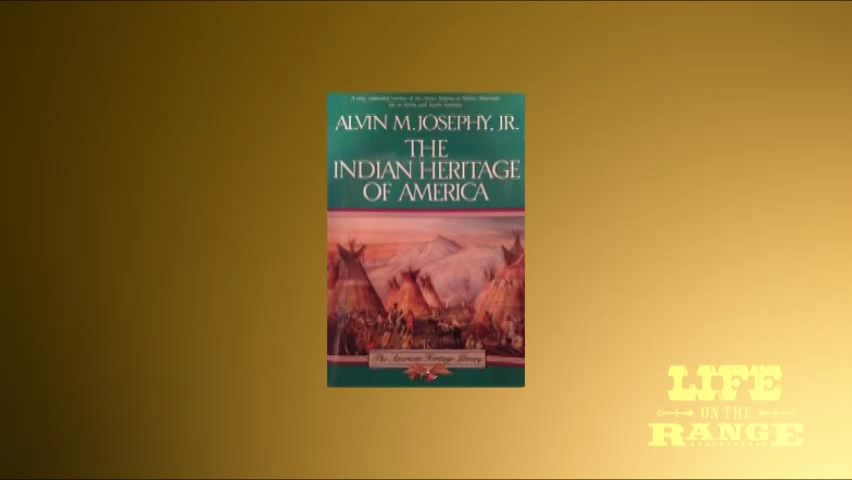 ALVIN M. JOSEPHY, JR.
THE
INDIAN HERITAGE
OF AMERICA
The American Heritage Library
LIFE
ON THE
RANGE